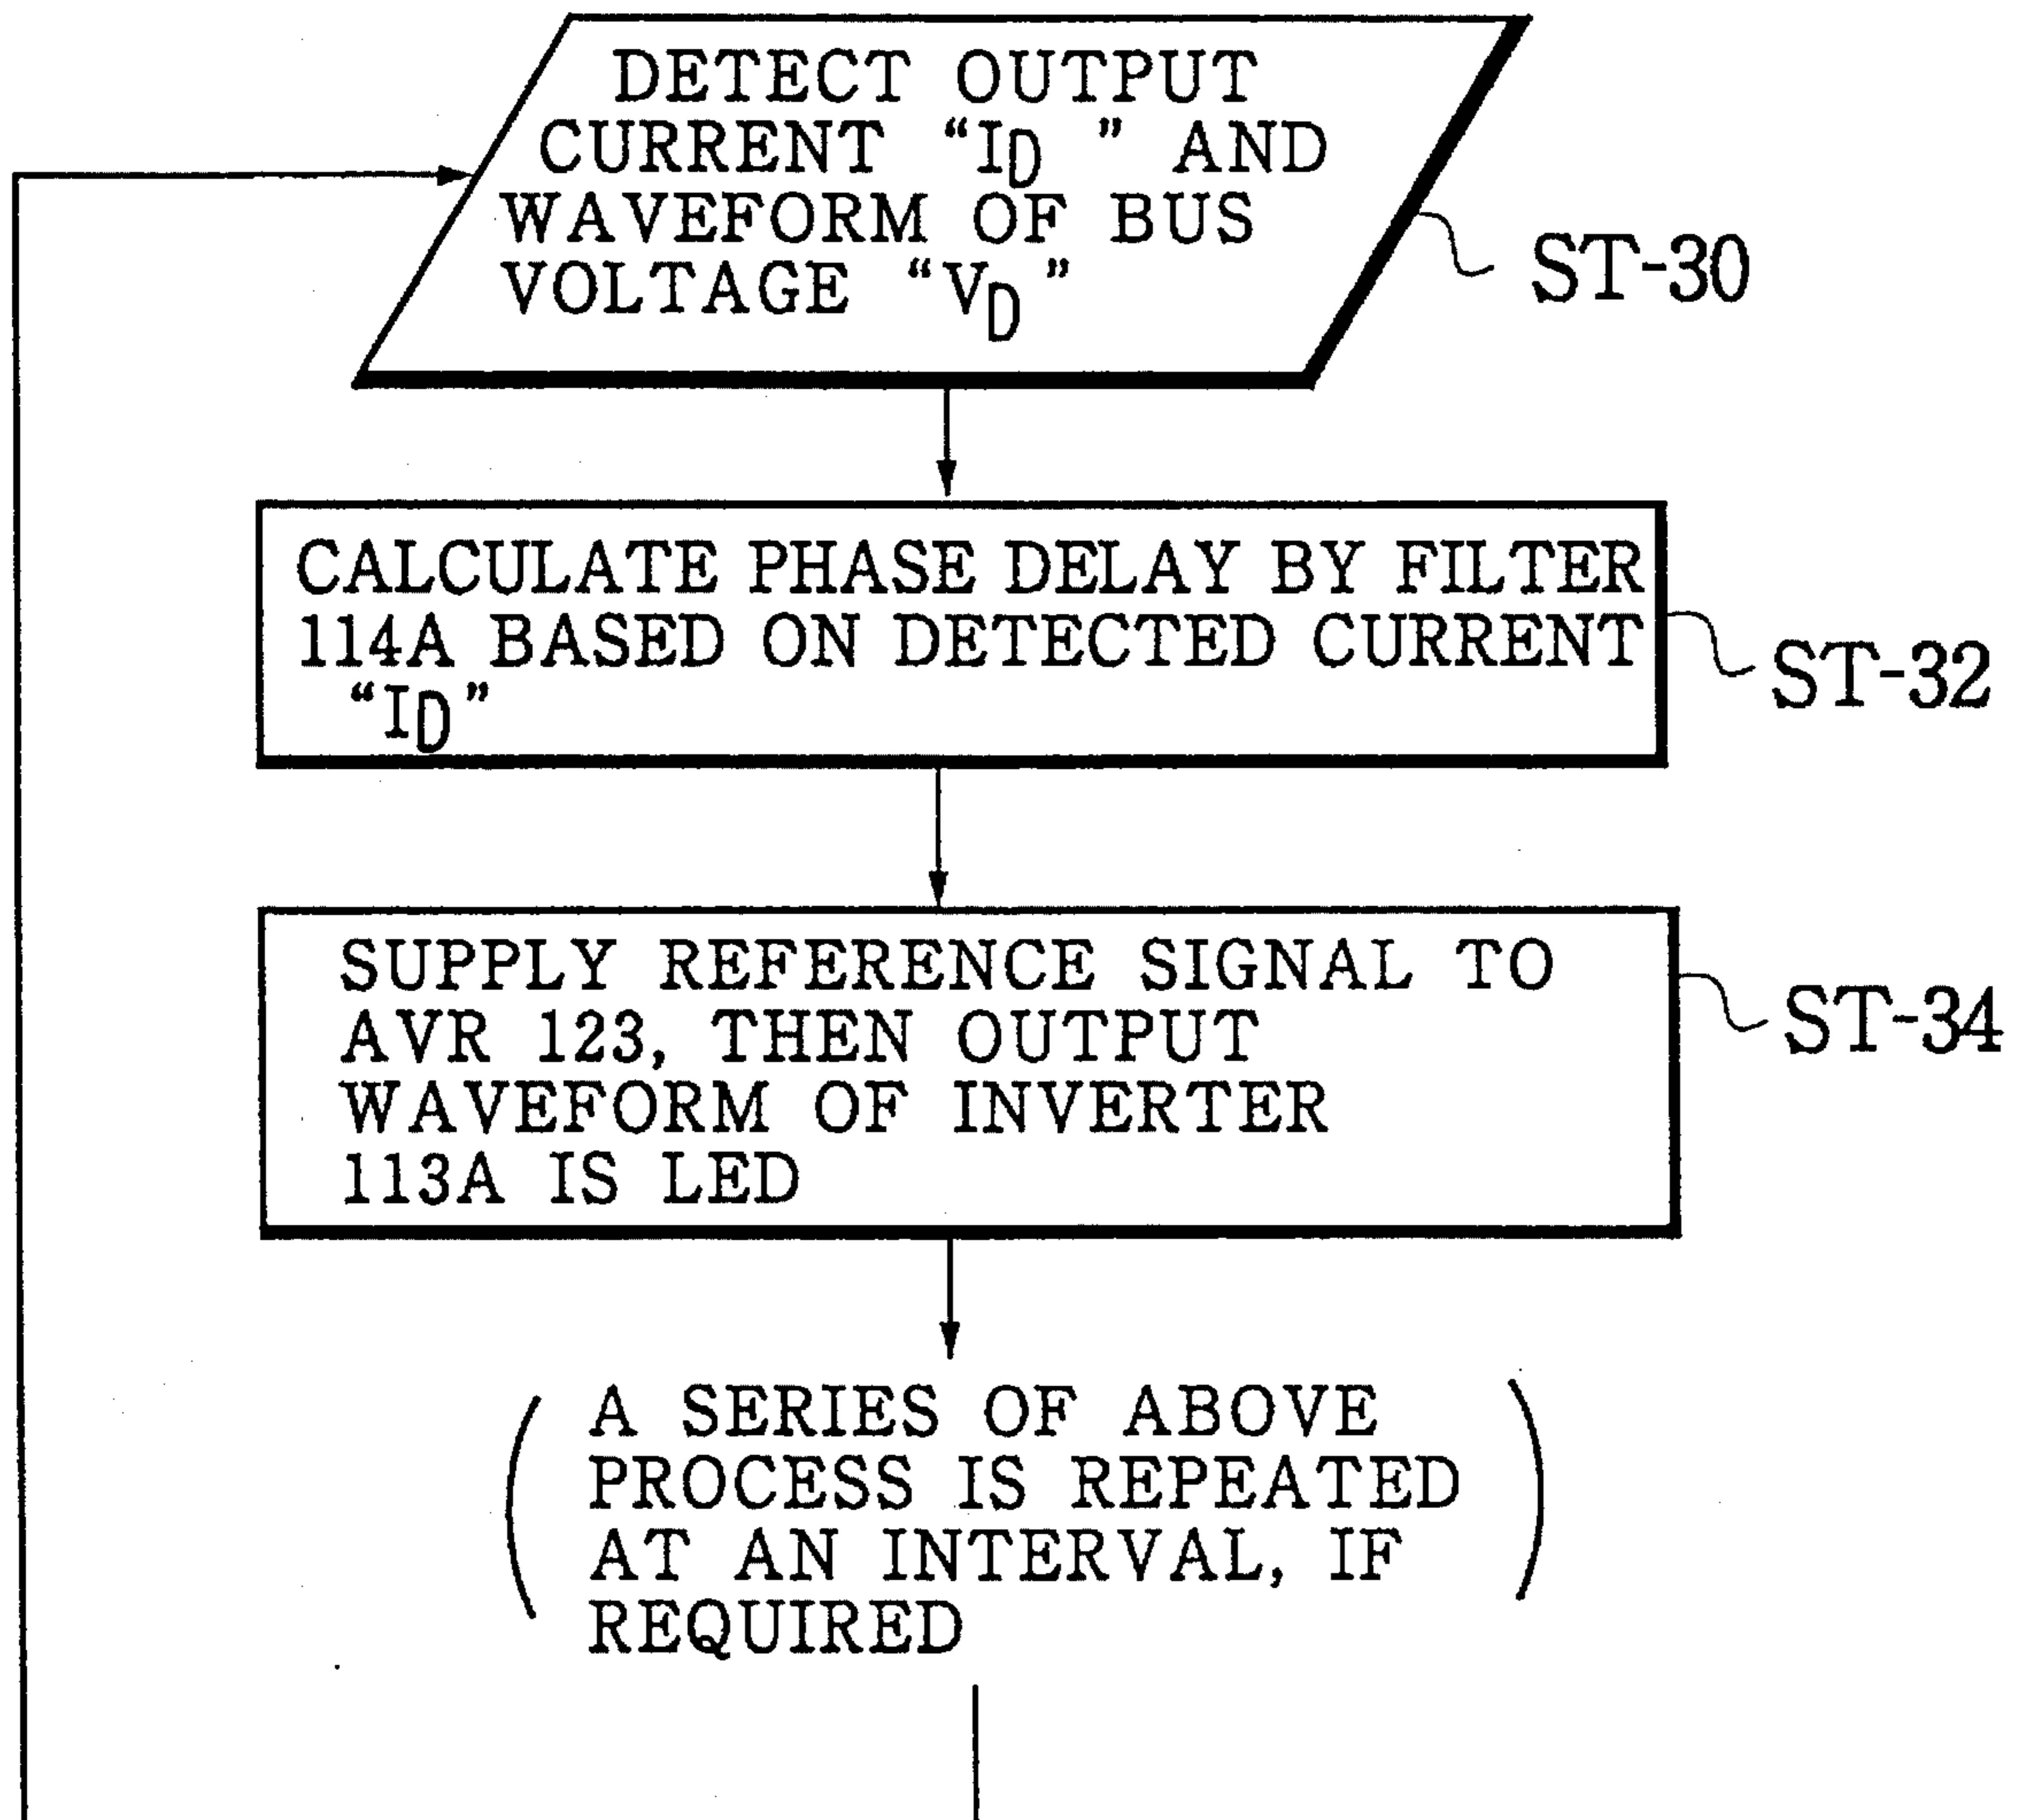 DETECT OUTPUT
CURRENT “ID ” AND
WAVEFORM OF BUS
VOLTAGE “VD ”
ST-30
CALCULATE PHASE DELAY BY FILTER
114A BASED ON DETECTED CURRENT
“ID”
ST-32
SUPPLY REFERENCE SIGNAL TO
AVR 123, THEN OUTPUT
WAVEFORM OF INVERTER
113A IS LED
ST-34
( A SERIES OF ABOVE
PROCESS IS REPEATED
AT AN INTERVAL, IF
REQUIRED )